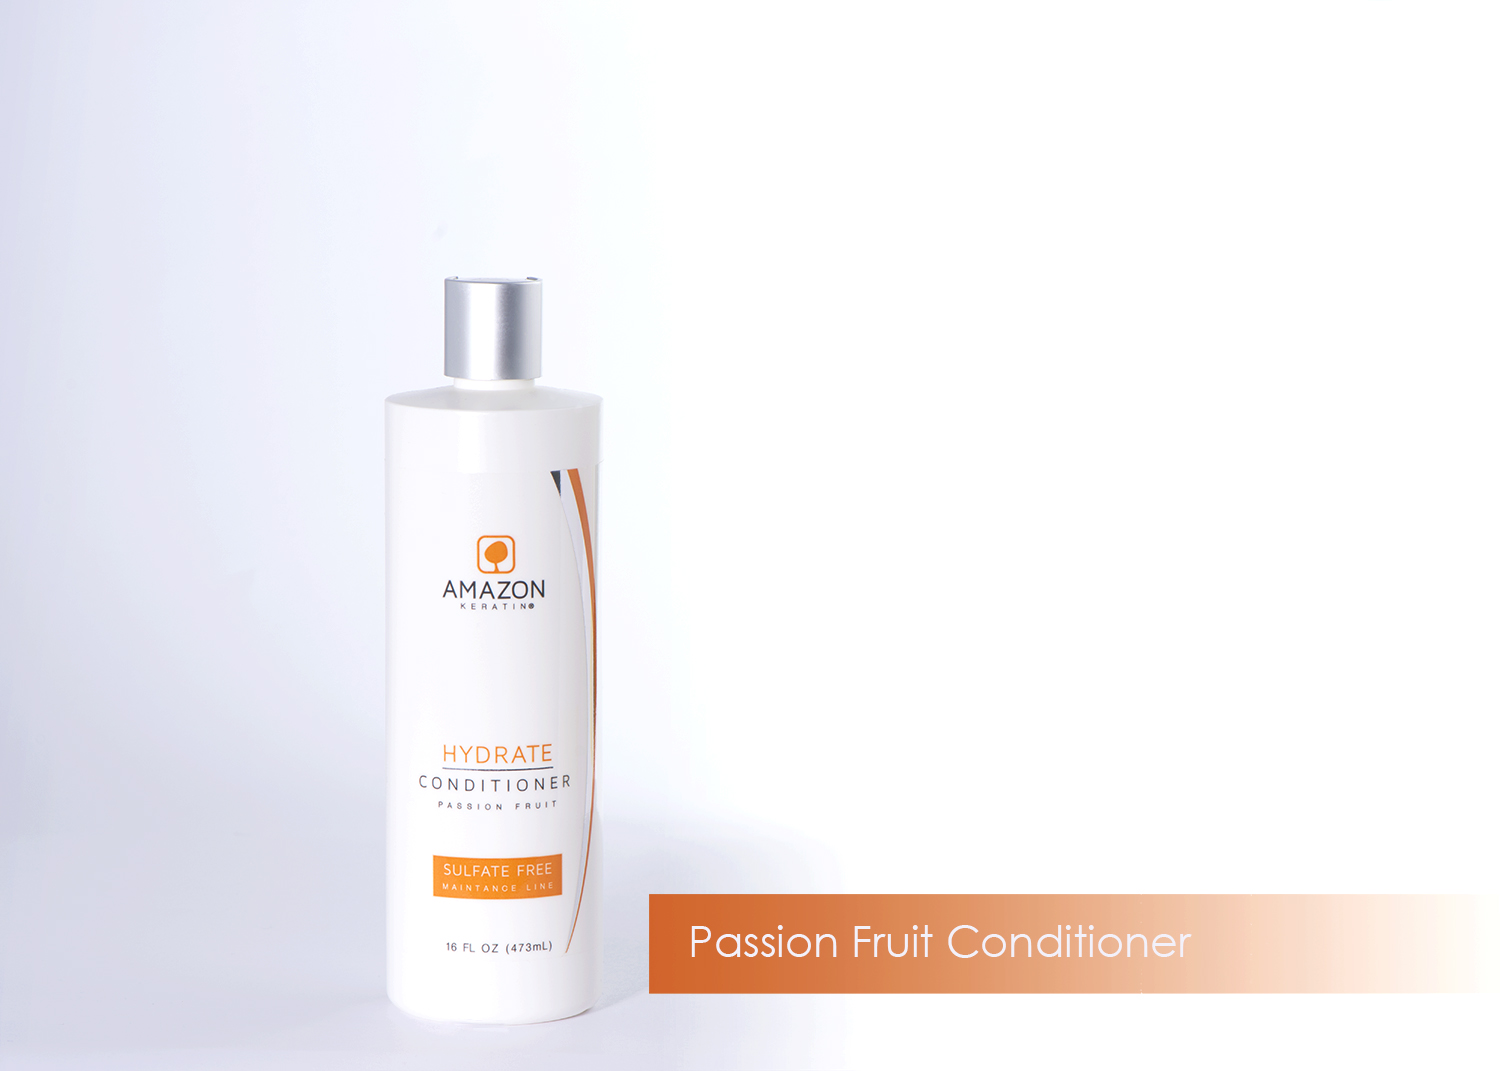 AMAZON
KERATIN®
HYDRATE
CONDITIONER
PASSION FRUIT
SULFATE FREE
MAINTANCE LINE
16 FL OZ (473mL)
Passion Fruit Conditioner